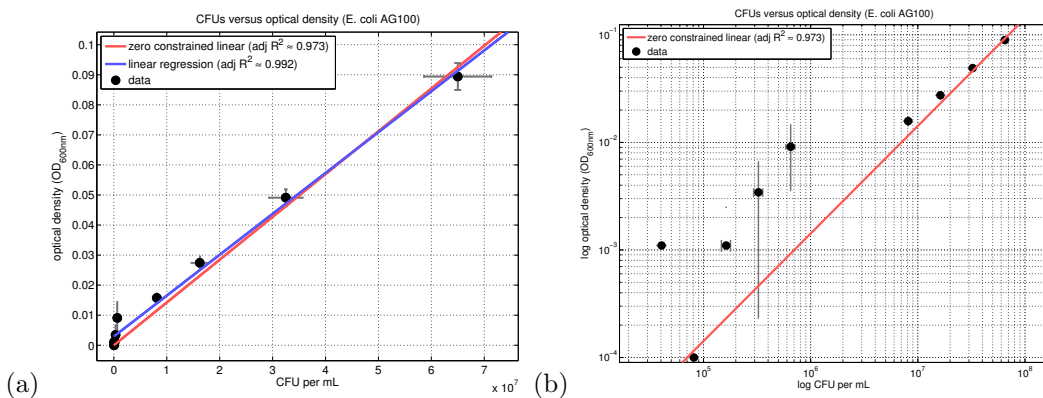 CFUs versus optical density (E. coli AG100)
zero constrained linear (adj R² ≈ 0.973)
linear regression (adj R² ≈ 0.992)
data
0.1
0.09
0.08
0.07
0.06
0.05
0.04
0.03
0.02
0.01
0
optical density (OD600nm)
0 1 2 3 4 5 6 7
CFU per mL
x 10⁷
(a)
CFUs versus optical density (E. coli AG100)
zero constrained linear (adj R² ≈ 0.973)
data
10⁻¹
10⁻²
10⁻³
10⁻⁴
log optical density (OD600nm)
10⁵ 10⁶ 10⁷ 10⁸
log CFU per mL
(b)